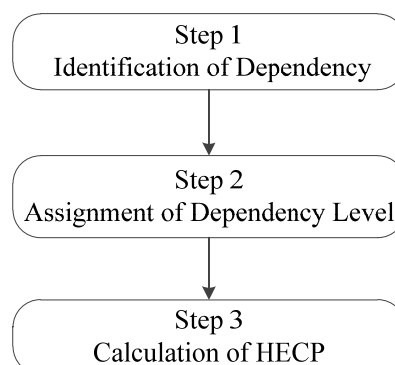 Step 1
Identification of Dependency
Step 2
Assignment of Dependency Level
Step 3
Calculation of HECP